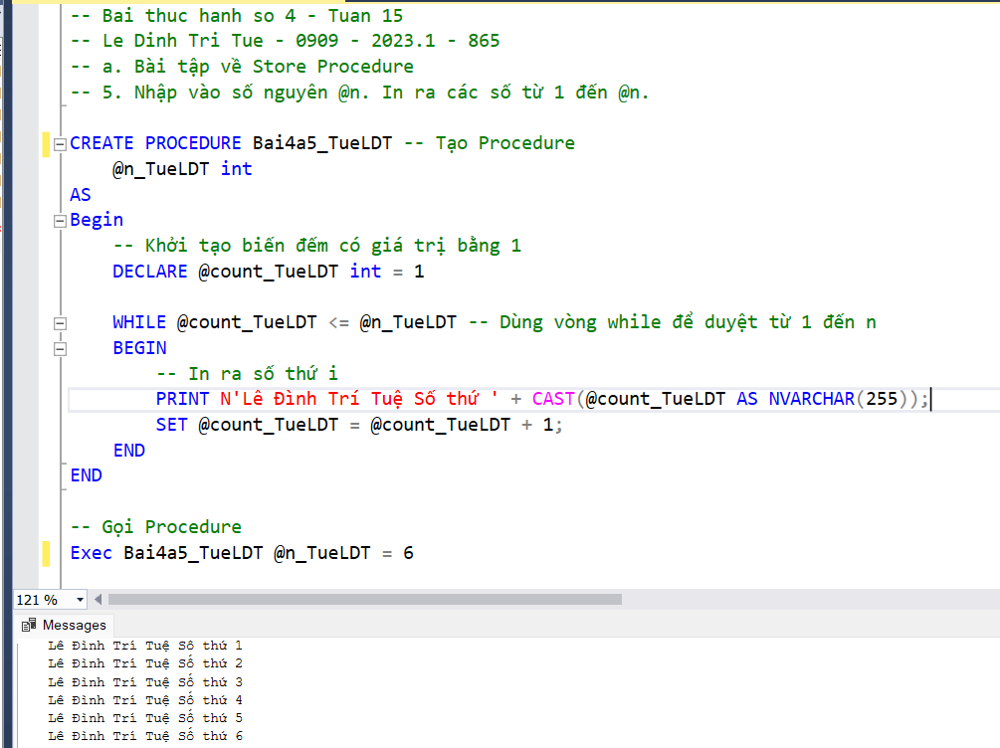 -- Bai thuc hanh so 4 - Tuan 15
-- Le Dinh Tri Tue - 0909 - 2023.1 - 865
-- a. Bài tập về Store Procedure
-- 5. Nhập vào số nguyên @n. In ra các số từ 1 đến @n.
CREATE PROCEDURE Bai4a5_TueLDT -- Tạo Procedure
@n_TueLDT int
AS
Begin
-- Khởi tạo biến đếm có giá trị bằng 1
DECLARE @count_TueLDT int = 1
WHILE @count_TueLDT <= @n_TueLDT -- Dùng vòng while để duyệt từ 1 đến n
BEGIN
-- In ra số thứ i
PRINT N'Lê Đình Trí Tuệ Số thứ ' + CAST(@count_TueLDT AS NVARCHAR(255));
SET @count_TueLDT = @count_TueLDT + 1;
END
END
-- Gọi Procedure
Exec Bai4a5_TueLDT @n_TueLDT = 6
121 %
Messages
Lê Đình Trí Tuệ Số thứ 1
Lê Đình Trí Tuệ Số thứ 2
Lê Đình Trí Tuệ Số thứ 3
Lê Đình Trí Tuệ Số thứ 4
Lê Đình Trí Tuệ Số thứ 5
Lê Đình Trí Tuệ Số thứ 6